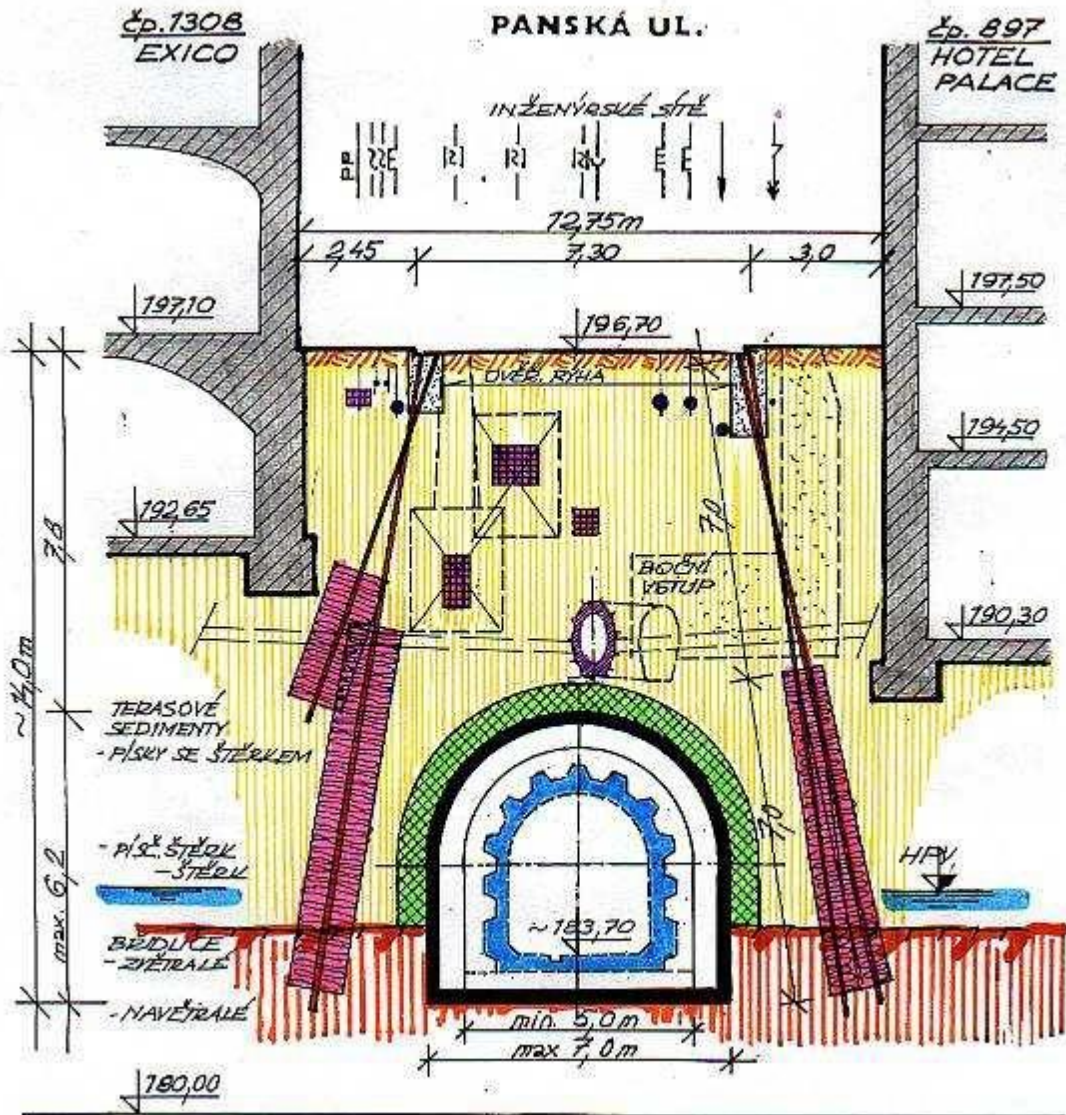 čp.1308
EXICO
PANSKÁ UL.
čp. 897
HOTEL
PALACE
INŽENÝRSKÉ SÍTĚ
PP
12,75m
2,45
7,30
3,0
197,10
196,70
197,50
OVĚŘ. RÝHA
194,50
192,65
7,8
7,0
BOČNÍ
VSTUP
190,30
TERASOVÉ
SEDIMENTY
- PÍSKY SE ŠTĚRKEM
7,0
- PÍSČ. ŠTĚRK
- ŠTĚRK
HPV
max. 6,2
~183,70
BŘIDLICE
- ZVĚTRALÉ
- NAVĚTRALÉ
min. 5,0m
max 7,0m
180,00